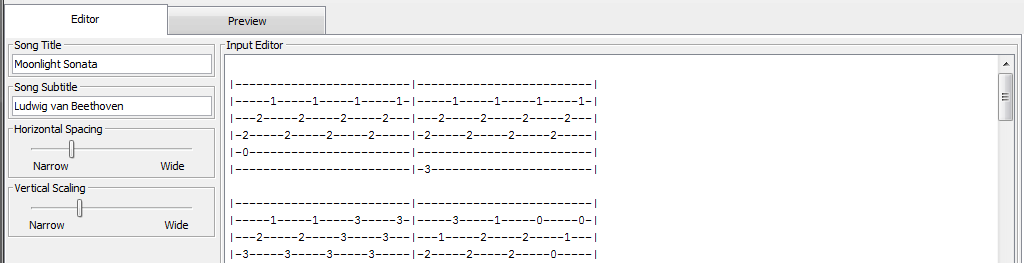 Editor
Preview
Song Title
Moonlight Sonata
Song Subtitle
Ludwig van Beethoven
Horizontal Spacing
Narrow Wide
Vertical Scaling
Narrow Wide
Input Editor
|-------------------------|-------------------------|
|-----1-----1-----1-----1-|-----1-----1-----1-----1-|
|---2-----2-----2-----2---|---2-----2-----2-----2---|
|-2-----2-----2-----2-----|-2-----2-----2-----2-----|
|-0-----------------------|-------------------------|
|-------------------------|-3-----------------------|
|-------------------------|-------------------------|
|-----1-----1-----3-----3-|-----3-----1-----0-----0-|
|---2-----2-----3-----3---|---1-----2-----2-----1---|
|-3-----3-----3-----3-----|-2-----2-----2-----0-----|